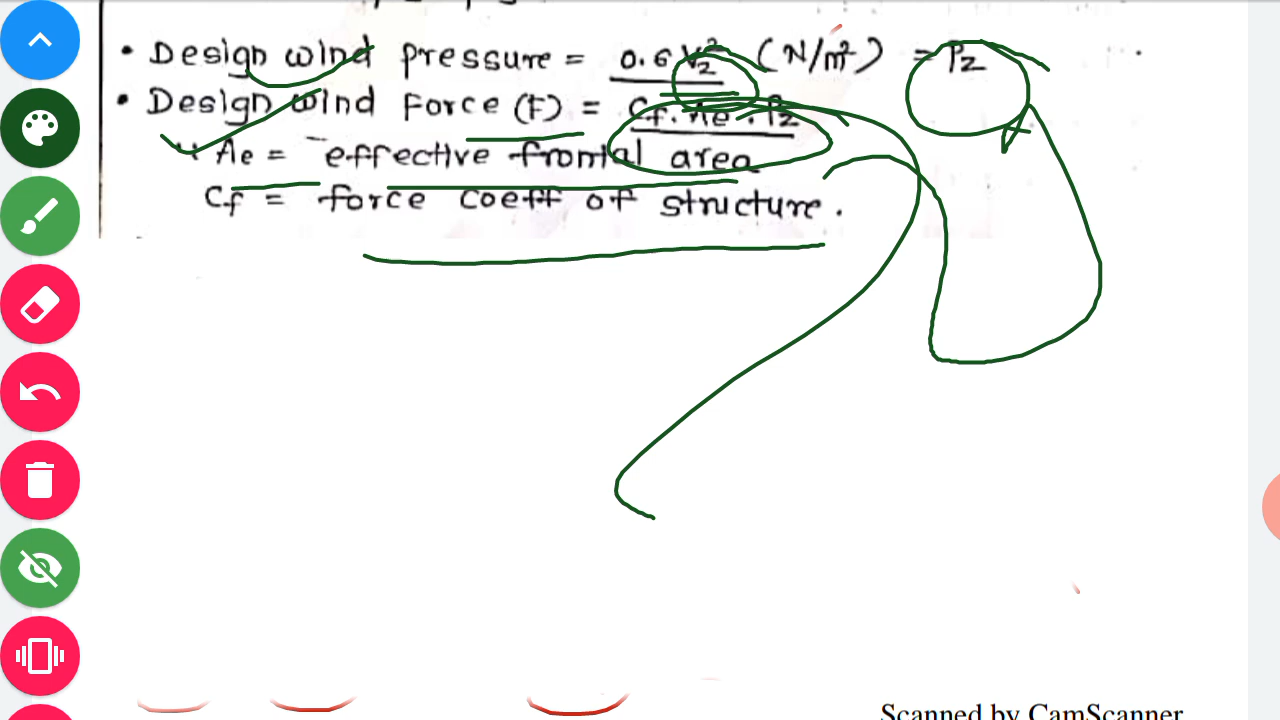 • Design wind pressure = 0.6 Vz² (N/m²) = Pz
• Design wind Force (F) = Cf. Ae . Pz
Ae = effective frontal area
Cf = force coeff of structure.
Scanned by CamScanner